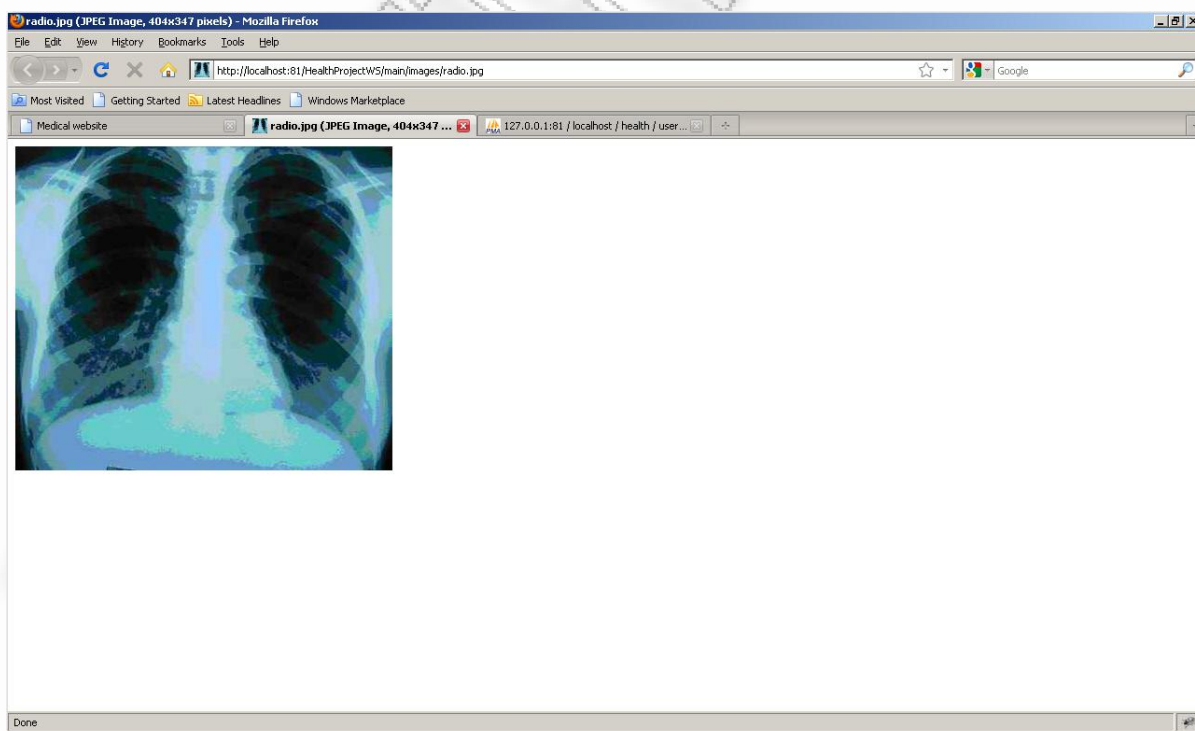 radio.jpg (JPEG Image, 404x347 pixels) - Mozilla Firefox
File Edit View History Bookmarks Tools Help
http://localhost:81/HealthProjectWS/main/images/radio.jpg Google
Most Visited Getting Started Latest Headlines Windows Marketplace
Medical website radio.jpg (JPEG Image, 404x347 ... PMA 127.0.0.1:81 / localhost / health / user...
Done